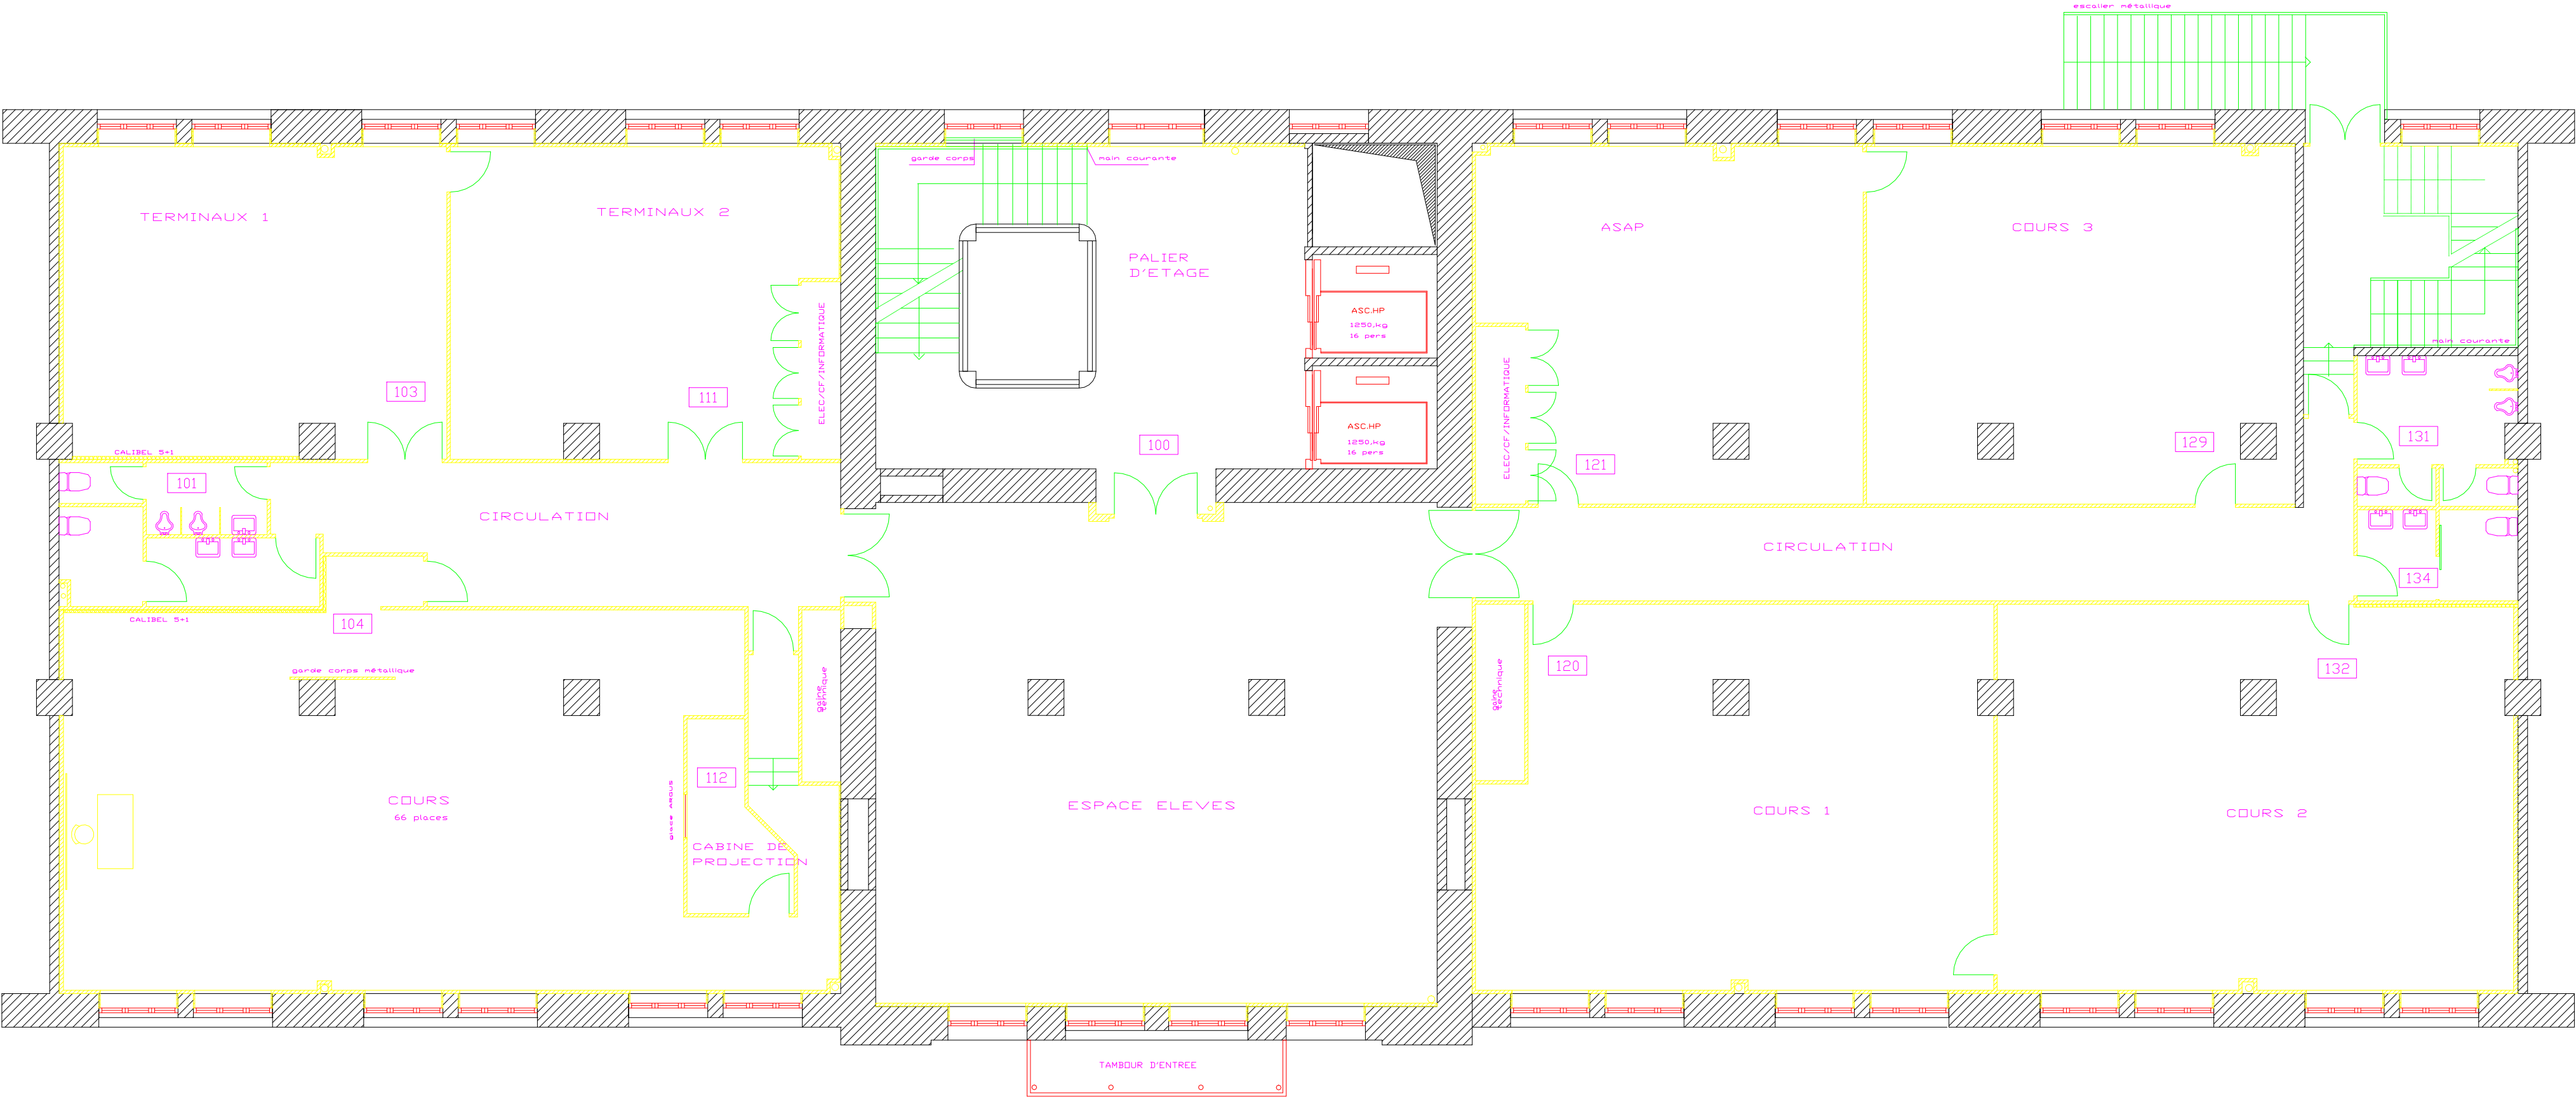 escalier métallique
garde corps
main courante
TERMINAUX 1
TERMINAUX 2
PALIER
D'ETAGE
ASAP
COURS 3
ELEC/CF/INFORMATIQUE
ASC.HP
1250,kg
16 pers
main courante
103
111
ELEC/CF/INFORMATIQUE
ASC.HP
1250,kg
16 pers
100
129
131
CALIBEL 5+1
101
121
CIRCULATION
CIRCULATION
134
CALIBEL 5+1
104
garde corps métallique
gaine
technique
gaine
technique
120
132
112
glace
COURS
66 places
ESPACE ELEVES
COURS 1
COURS 2
CABINE DE
PROJECTION
TAMBOUR D'ENTREE